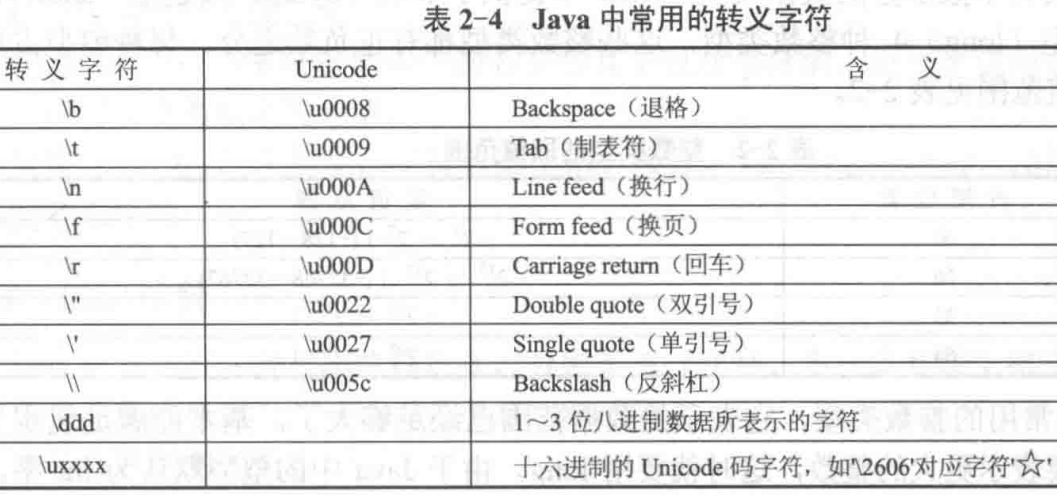 表 2-4 Java 中常用的转义字符
转 义 字 符 Unicode 含 义
\b \u0008 Backspace（退格）
\t \u0009 Tab（制表符）
\n \u000A Line feed（换行）
\f \u000C Form feed（换页）
\r \u000D Carriage return（回车）
\" \u0022 Double quote（双引号）
\' \u0027 Single quote（单引号）
\\ \u005c Backslash（反斜杠）
\ddd 1～3 位八进制数据所表示的字符
\uxxxx 十六进制的 Unicode 码字符，如'\2606'对应字符'☆'